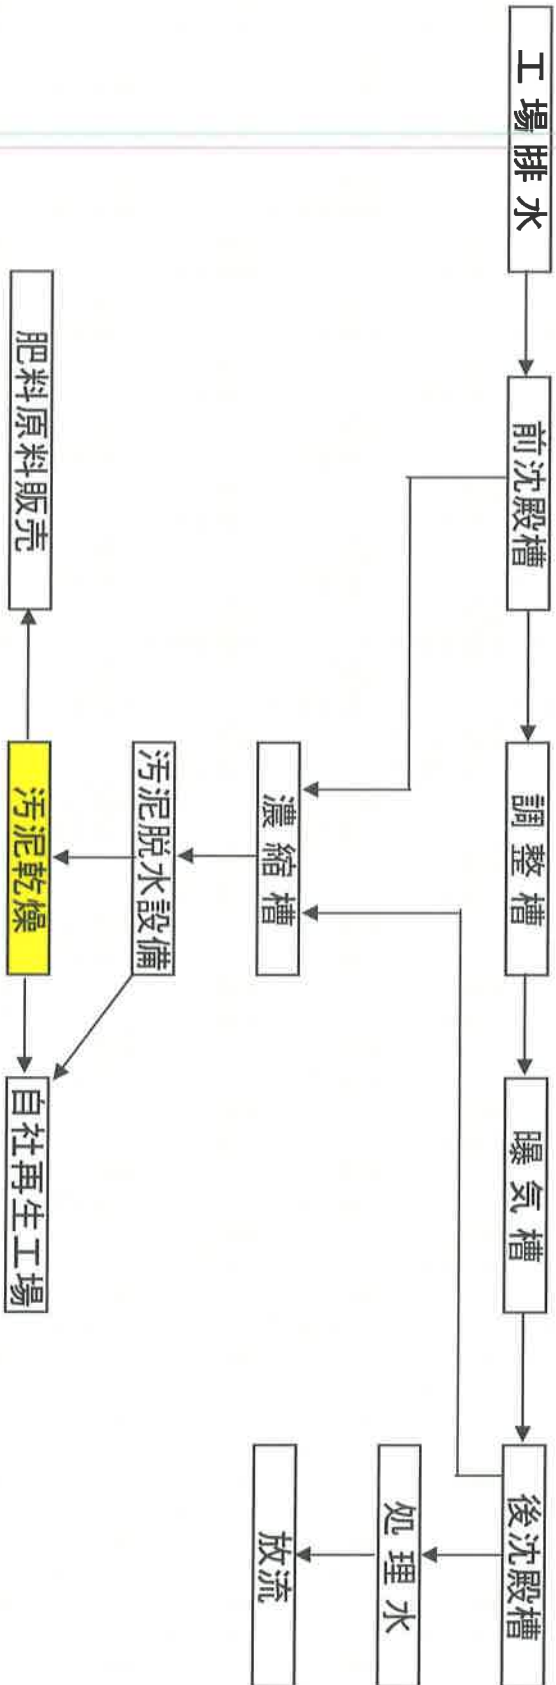 工場排水
前沈殿槽
調整槽
曝気槽
後沈殿槽
濃縮槽
処理水
汚泥脱水設備
放流
肥料原料販売
汚泥乾燥
自社再生工場